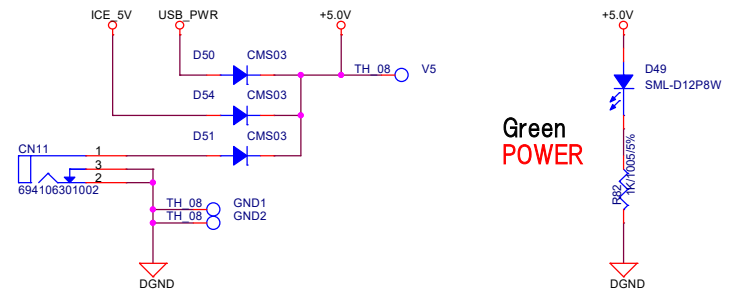 ICE_5V
USB_PWR
+5.0V
+5.0V
D50
CMS03
TH_08
V5
D49
SML-D12P8W
D54
CMS03
D51
CMS03
Green
POWER
CN11
1
3
2
694106301002
R82
1K/1005/5%
TH_08
GND1
TH_08
GND2
DGND
DGND